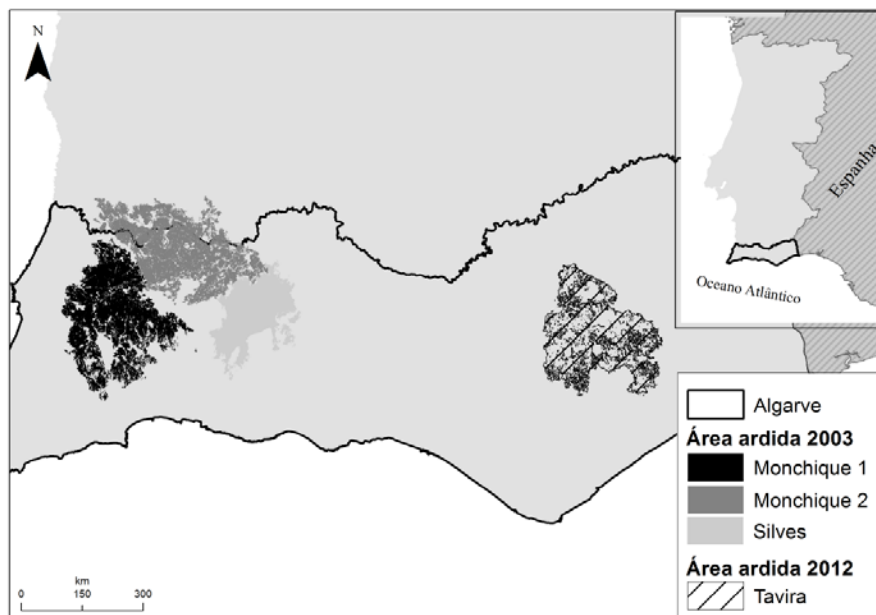 N
Espanha
Oceano Atlântico
Algarve
Área ardida 2003
Monchique 1
Monchique 2
Silves
Área ardida 2012
Tavira
km
0 150 300